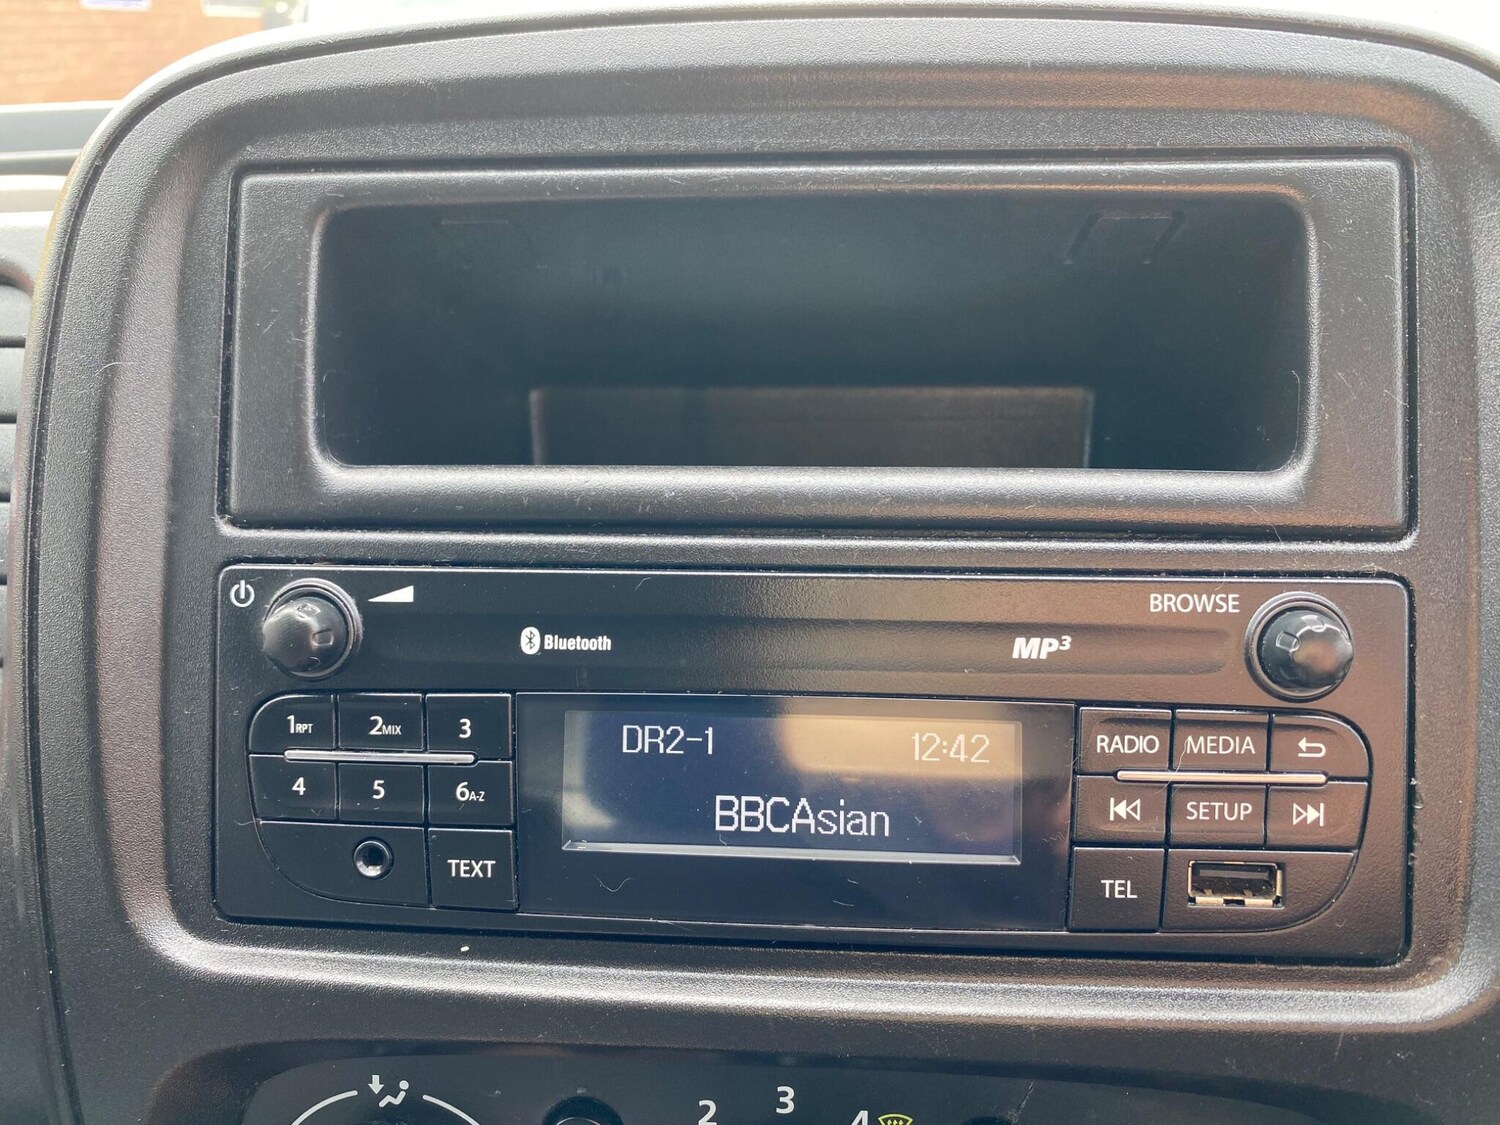 BROWSE
Bluetooth
MP3
1RPT 2MIX 3
4 5 6A-Z
TEXT
DR2-1 12:42
BBCAsian
RADIO MEDIA
SETUP
TEL
2 3 4